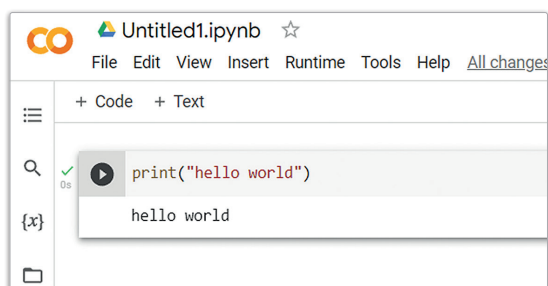 Untitled1.ipynb
File Edit View Insert Runtime Tools Help All changes
+ Code + Text
0s
print("hello world")
hello world
{x}